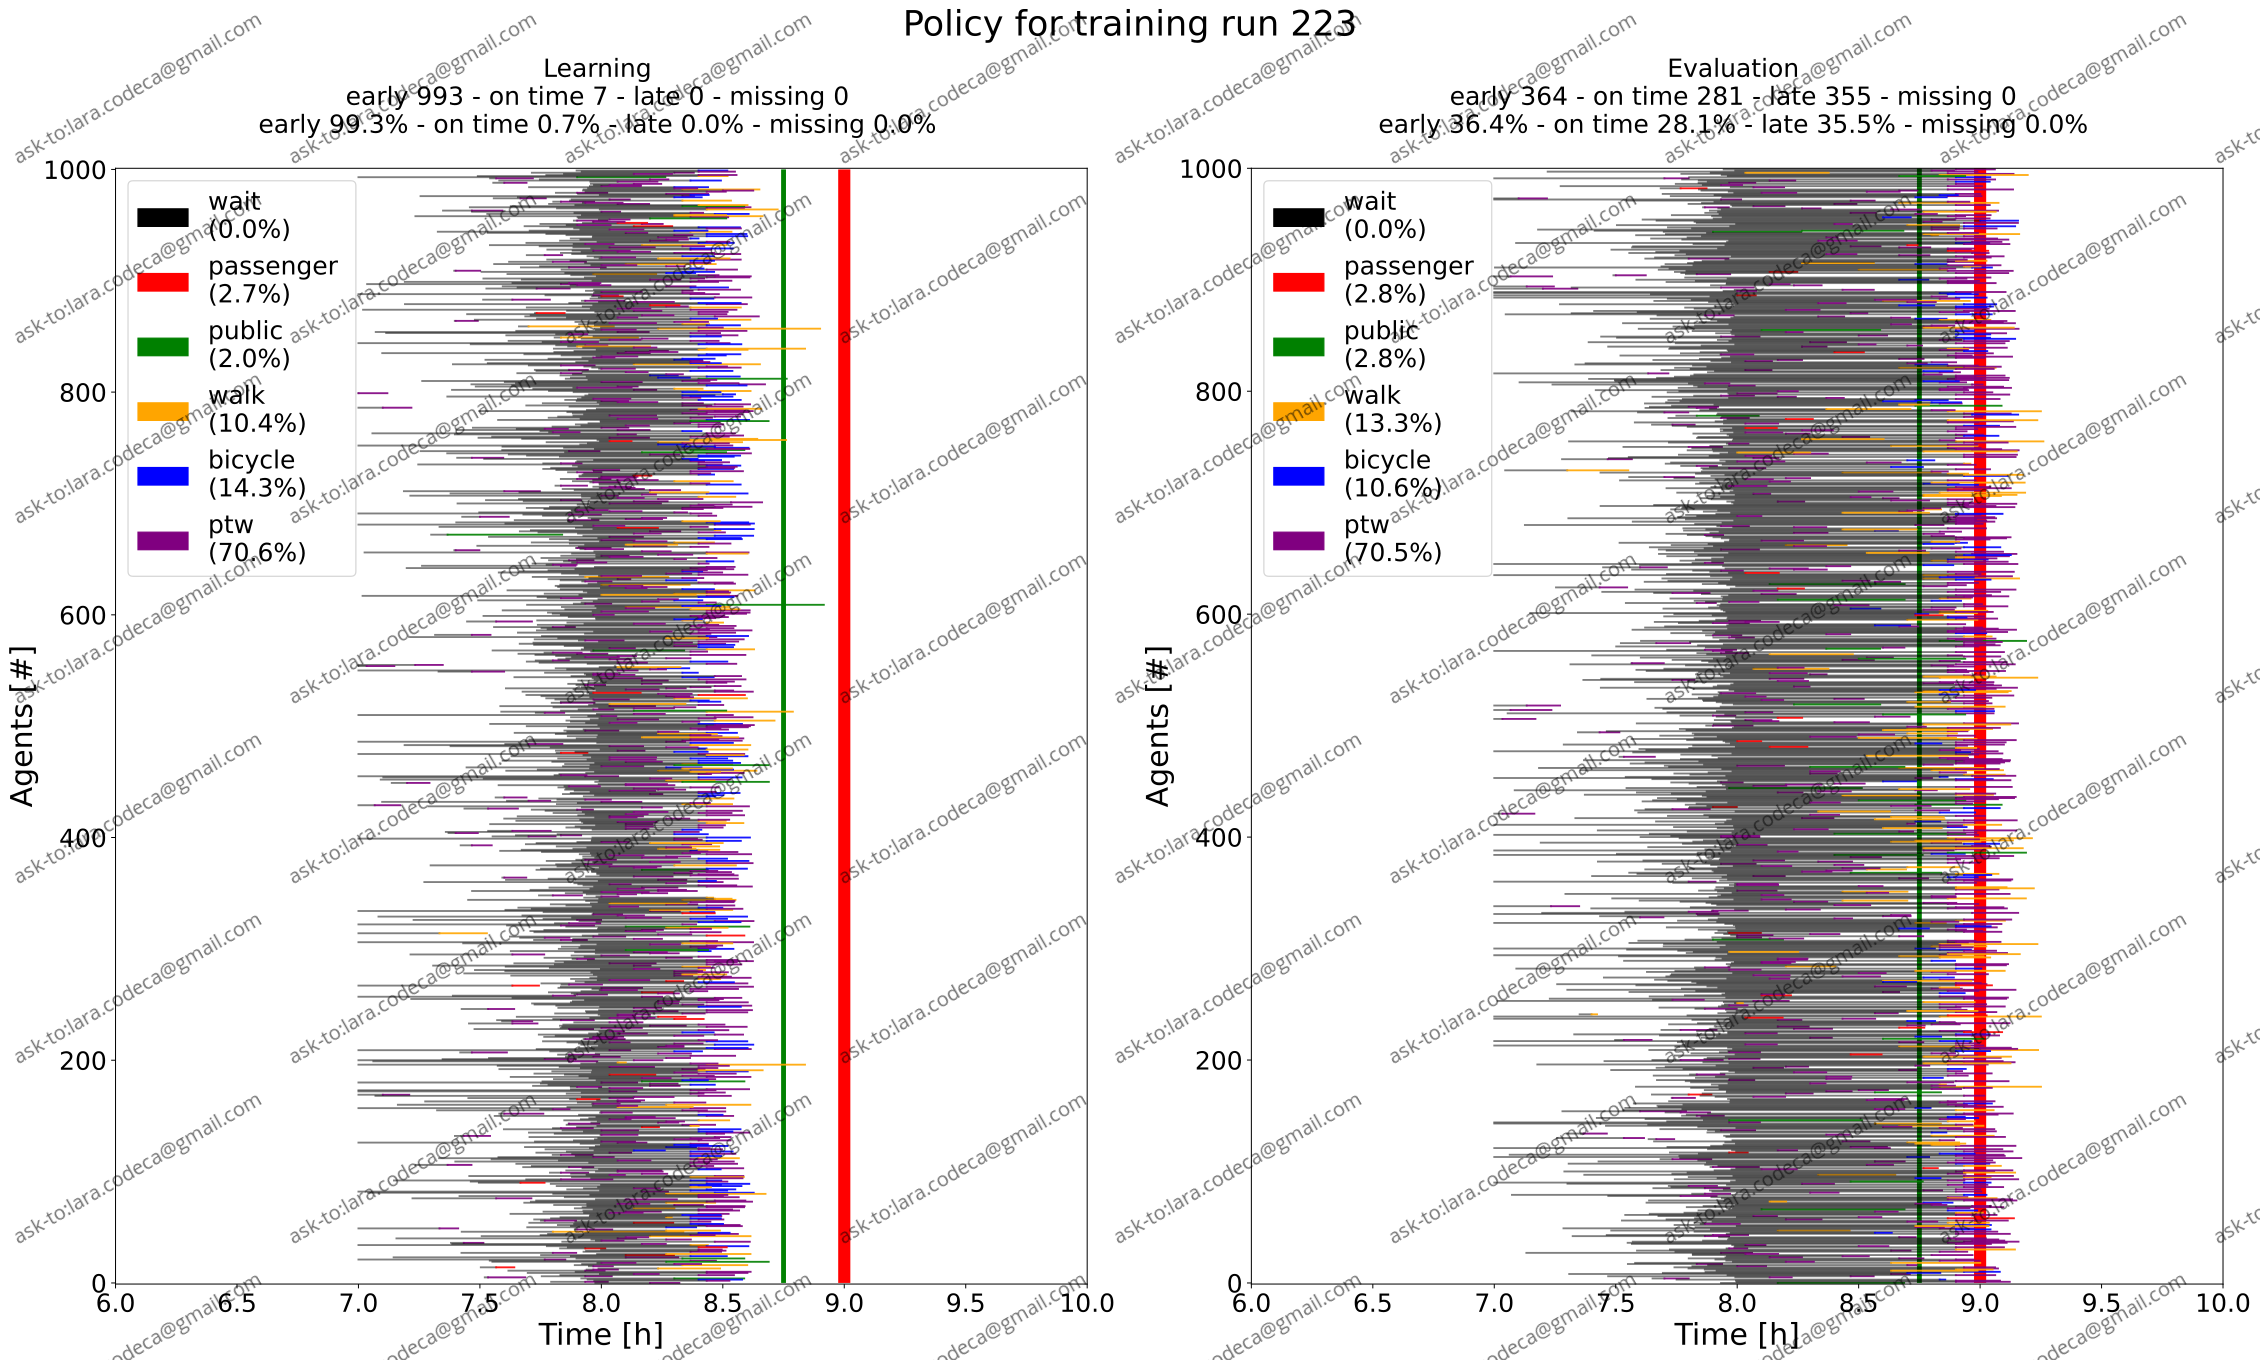 Policy for training run 223
Learning
early 993 - on time 7 - late 0 - missing 0
early 99.3% - on time 0.7% - late 0.0% - missing 0.0%
Agents [#]
1000
800
600
400
200
0
wait
(0.0%)
passenger
(2.7%)
public
(2.0%)
walk
(10.4%)
bicycle
(14.3%)
ptw
(70.6%)
6.0 6.5 7.0 7.5 8.0 8.5 9.0 9.5 10.0
Time [h]
Evaluation
early 364 - on time 281 - late 355 - missing 0
early 36.4% - on time 28.1% - late 35.5% - missing 0.0%
Agents [#]
1000
800
600
400
200
0
wait
(0.0%)
passenger
(2.8%)
public
(2.8%)
walk
(13.3%)
bicycle
(10.6%)
ptw
(70.5%)
6.0 6.5 7.0 7.5 8.0 8.5 9.0 9.5 10.0
Time [h]
ask-to:lara.codeca@gmail.com